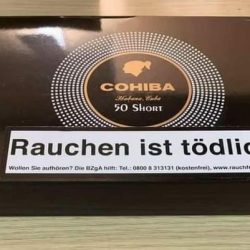 COHIBA
Habana, Cuba
50 SHORT
Rauchen ist tödlic
Wollen Sie aufhören? Die BZgA hilft: Tel.: 0800 8 313131 (kostenfrei), www.rauchf